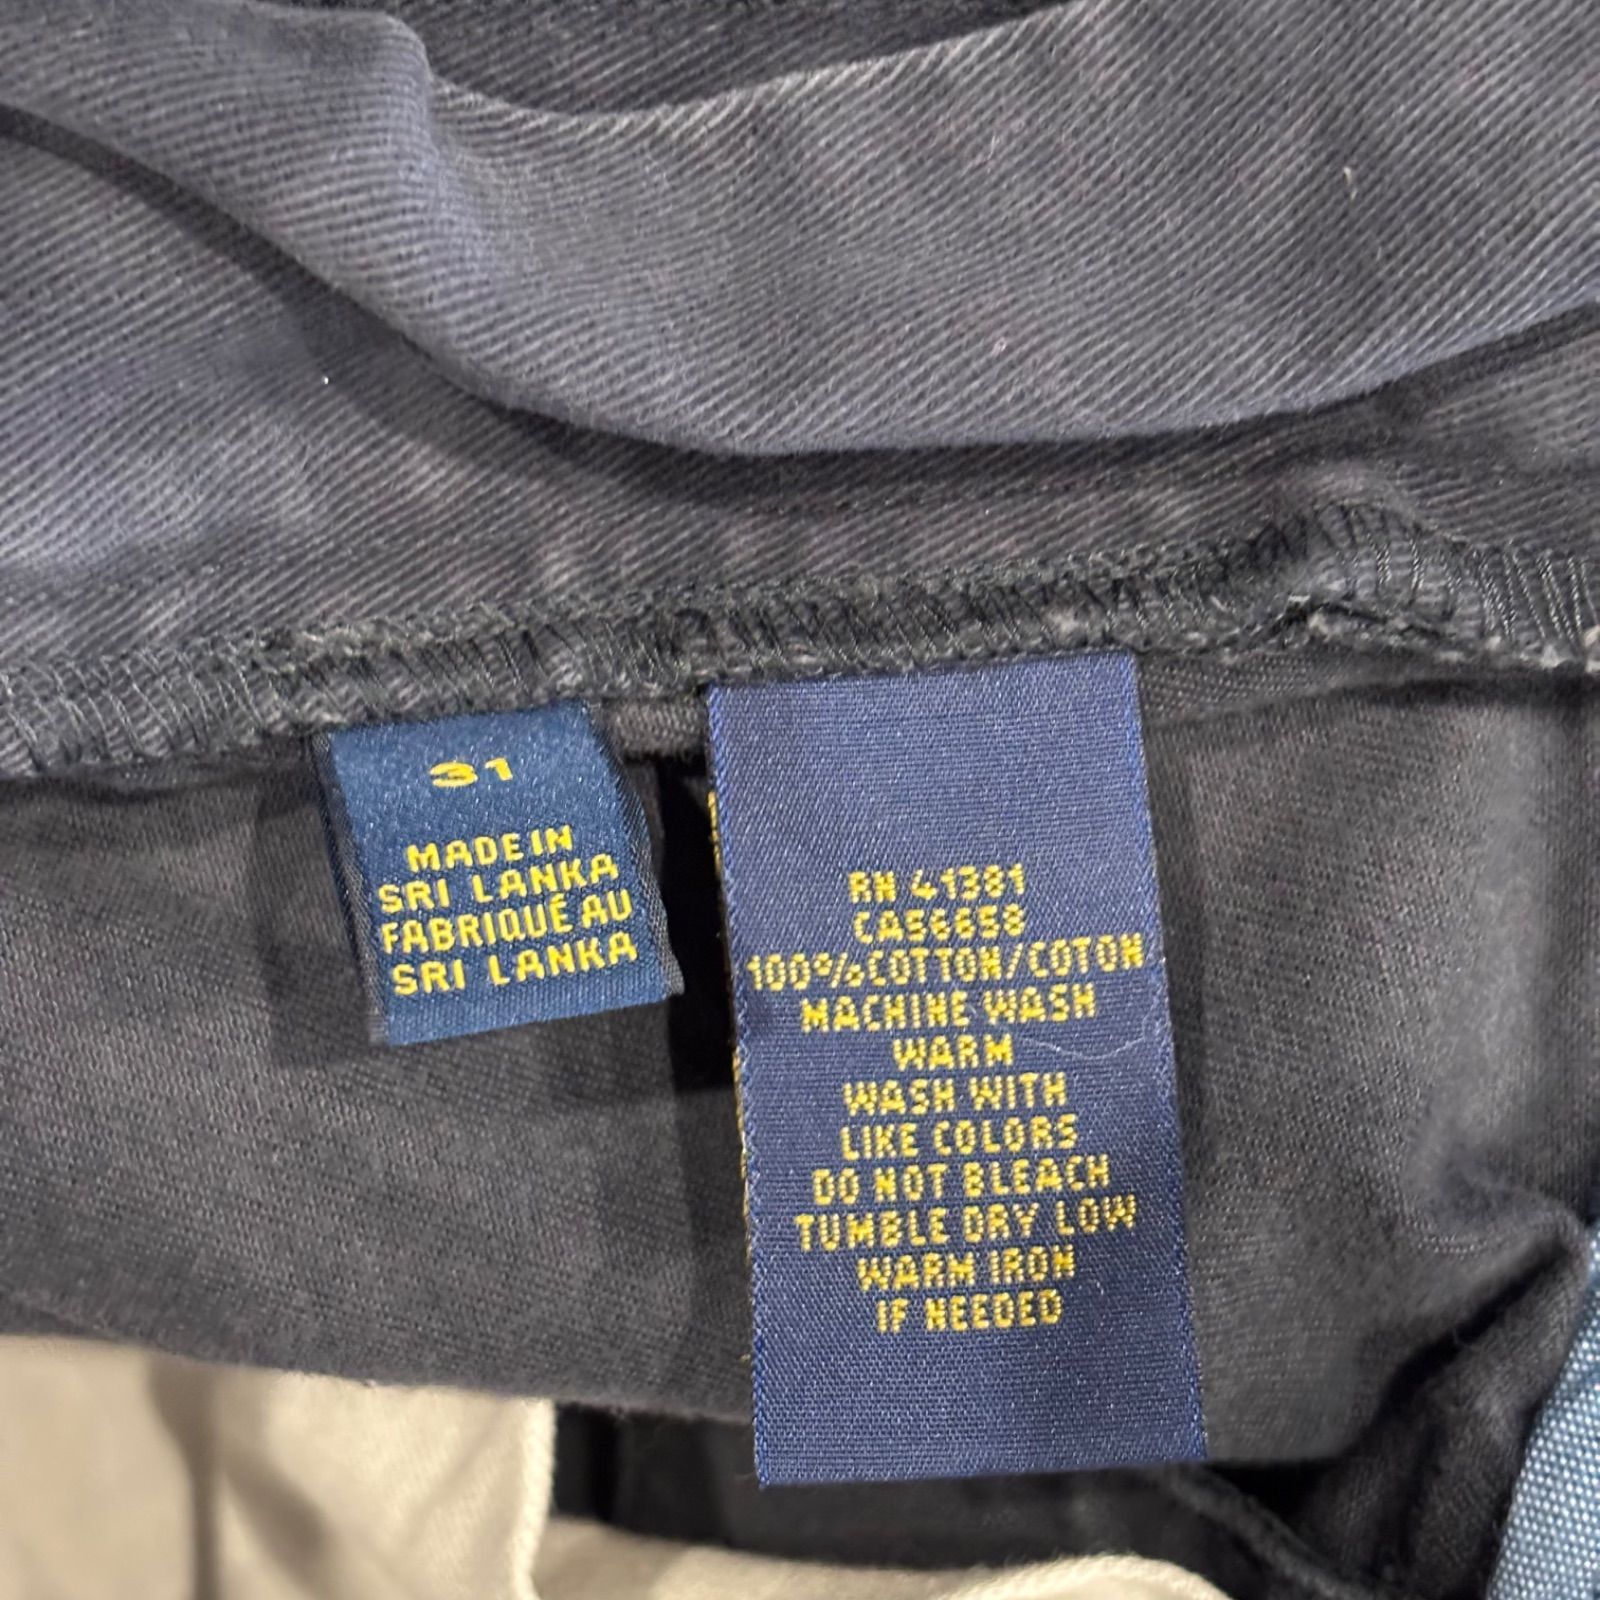 31
MADE IN
SRI LANKA
FABRIQUÉ AU
SRI LANKA
RN 41381
CA56658
100% COTTON/COTON
MACHINE WASH
WARM
WASH WITH
LIKE COLORS
DO NOT BLEACH
TUMBLE DRY LOW
WARM IRON
IF NEEDED